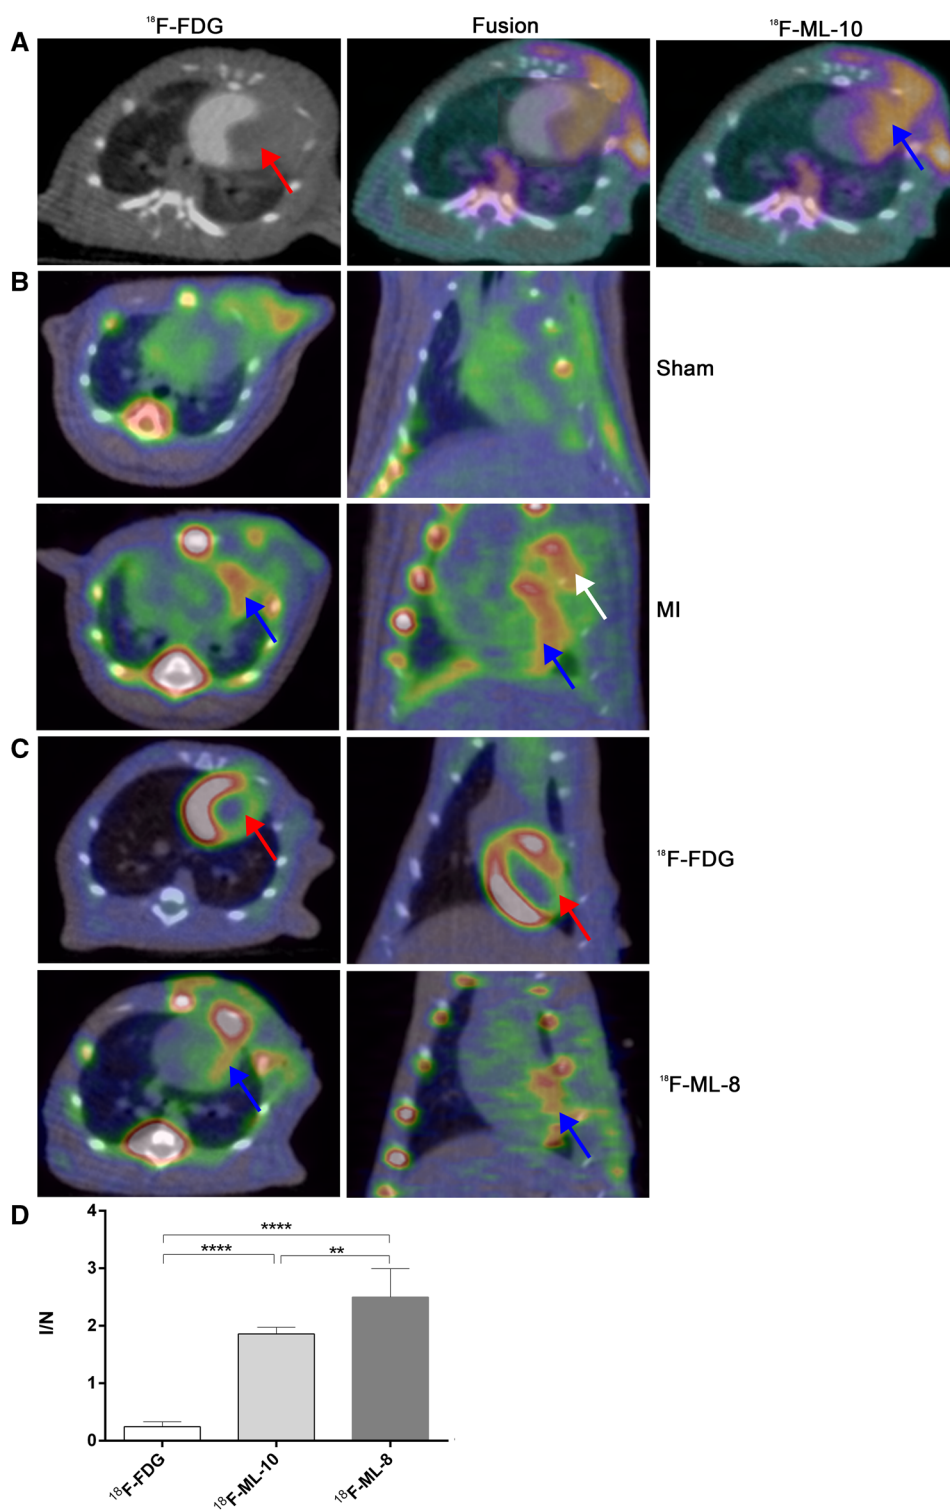 ¹⁸F-FDG Fusion ¹⁸F-ML-10
A
B
Sham
MI
C
¹⁸F-FDG
¹⁸F-ML-8
D
4
****
**** **
3
2
1
0
I/N
¹⁸F-FDG ¹⁸F-ML-10 ¹⁸F-ML-8